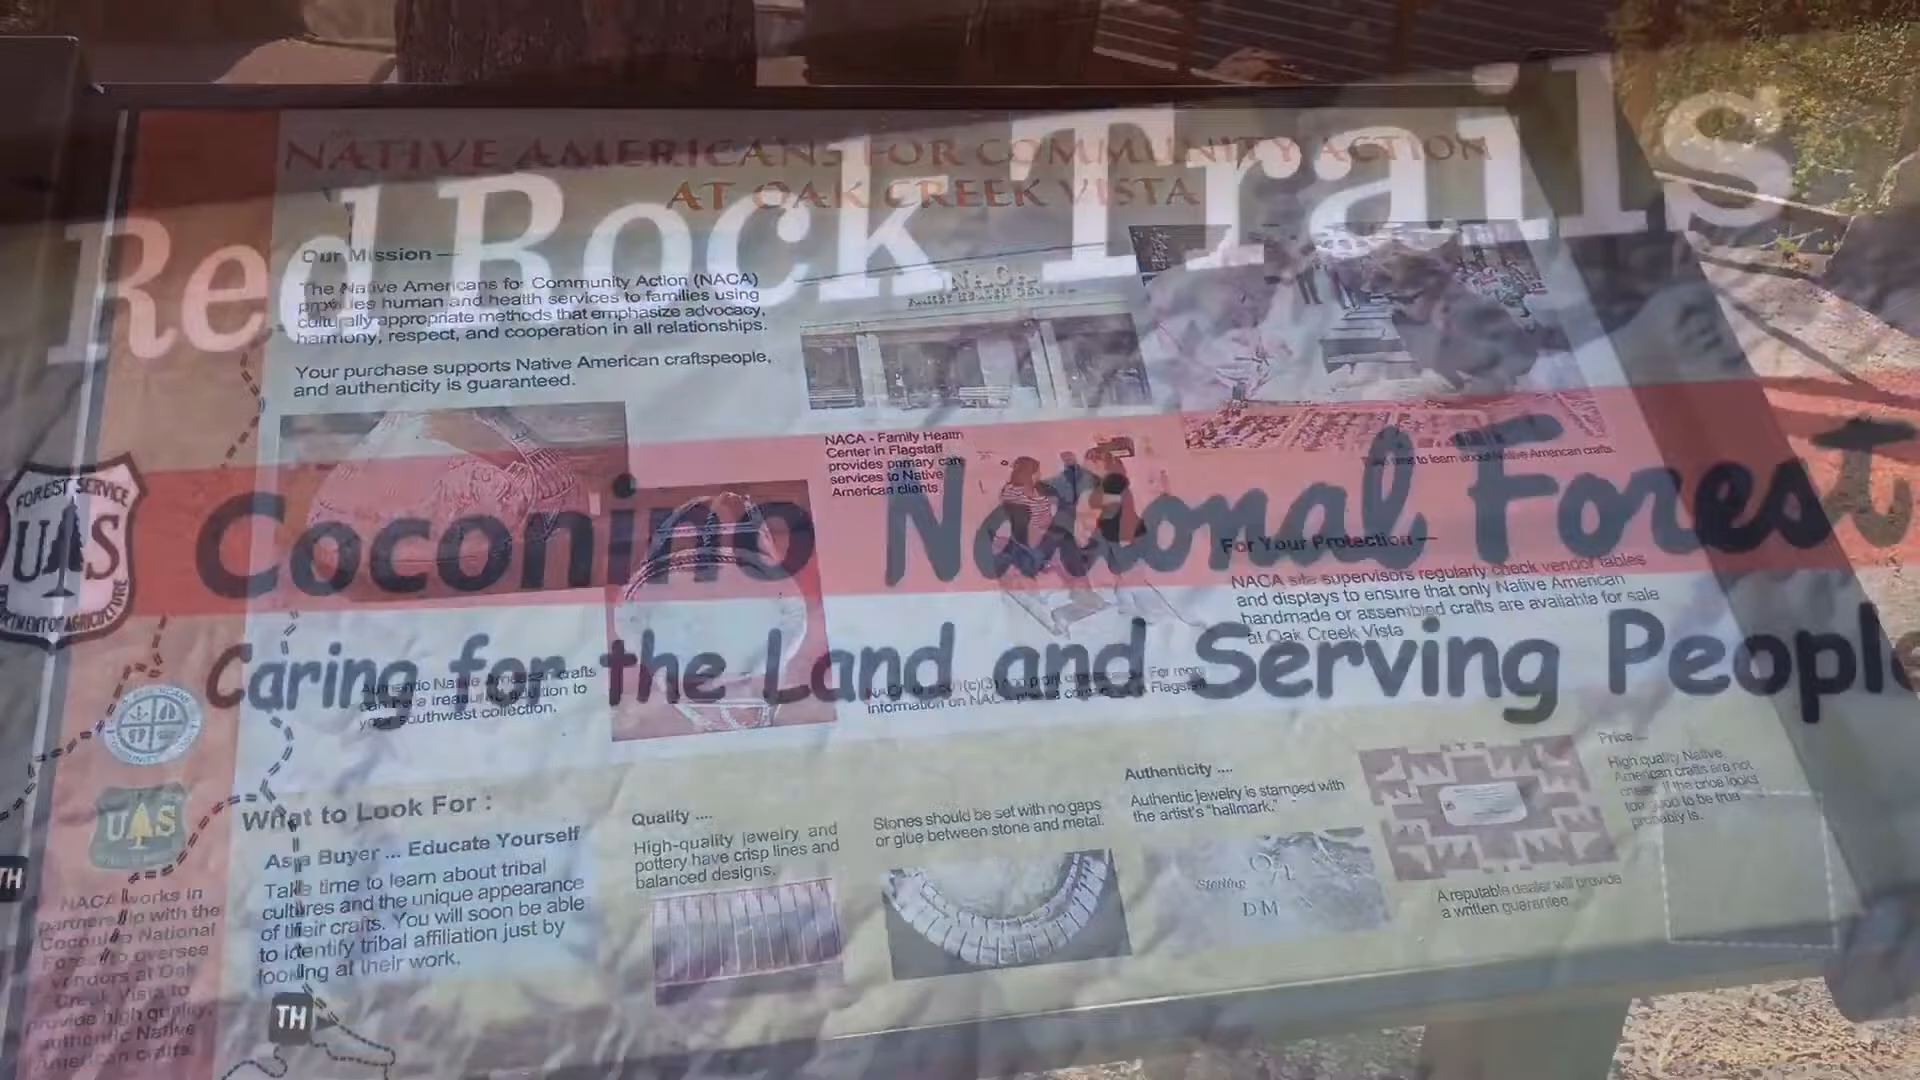 NATIVE AMERICANS FOR COMMUNITY ACTION
AT OAK CREEK VISTA
Red Rock Trails
Our Mission —
The Native Americans for Community Action (NACA)
provides human and health services to families using
culturally appropriate methods that emphasize advocacy,
harmony, respect, and cooperation in all relationships.
Your purchase supports Native American craftspeople,
and authenticity is guaranteed.
NACA - Family Health
Center in Flagstaff
provides primary care
services to Native
American clients
to learn about Native American crafts.
FOREST SERVICE
UAS
DEPARTMENT OF AGRICULTURE
Coconino National Forest
For Your Protection —
NACA site supervisors regularly check vendor tables
and displays to ensure that only Native American
handmade or assembled crafts are available for sale
at Oak Creek Vista
Caring for the Land and Serving People
Authentic Native American crafts
can be a treasured addition to
your southwest collection.
For more
information on NACA
Flagstaff
UAS
NACA works in
partnership with the
Coconino National
Forest to oversee
vendors at Oak
Creek Vista to
provide high quality,
authentic Native
American crafts.
What to Look For :
As a Buyer ... Educate Yourself
Take time to learn about tribal
cultures and the unique appearance
of their crafts. You will soon be able
to identify tribal affiliation just by
looking at their work.
Quality ....
High-quality jewelry and
pottery have crisp lines and
balanced designs.
Stones should be set with no gaps
or glue between stone and metal.
Authenticity ....
Authentic jewelry is stamped with
the artist's "hallmark."
Sterling
DM
A reputable dealer will provide
a written guarantee
Price ...
High quality Native
American crafts are not
cheap. If the price looks
too good to be true
probably is.
TH
TH